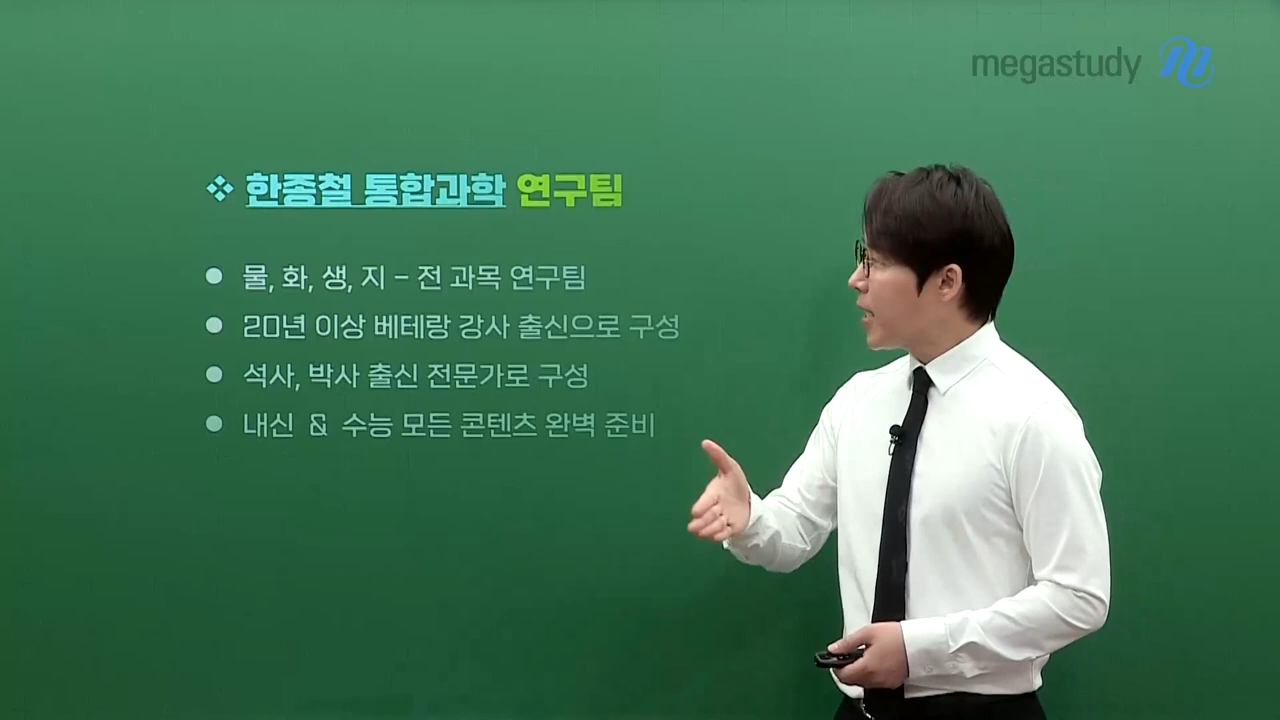 megastudy
❖ 한종철 통합과학 연구팀
● 물, 화, 생, 지 – 전 과목 연구팀
● 20년 이상 베테랑 강사 출신으로 구성
● 석사, 박사 출신 전문가로 구성
● 내신 & 수능 모든 콘텐츠 완벽 준비